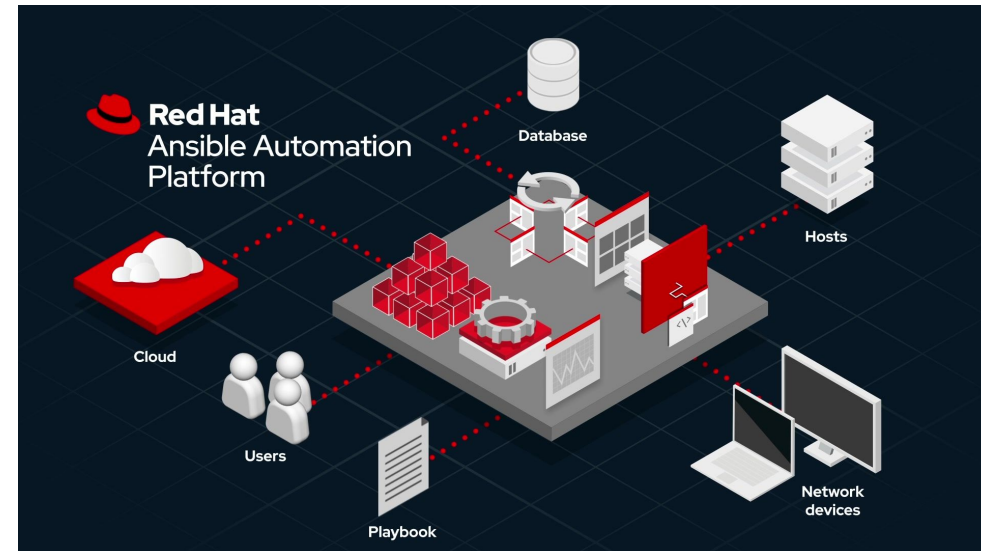 Red Hat
Ansible Automation
Platform
Database
Hosts
Cloud
Users
Playbook
Network
devices
</>